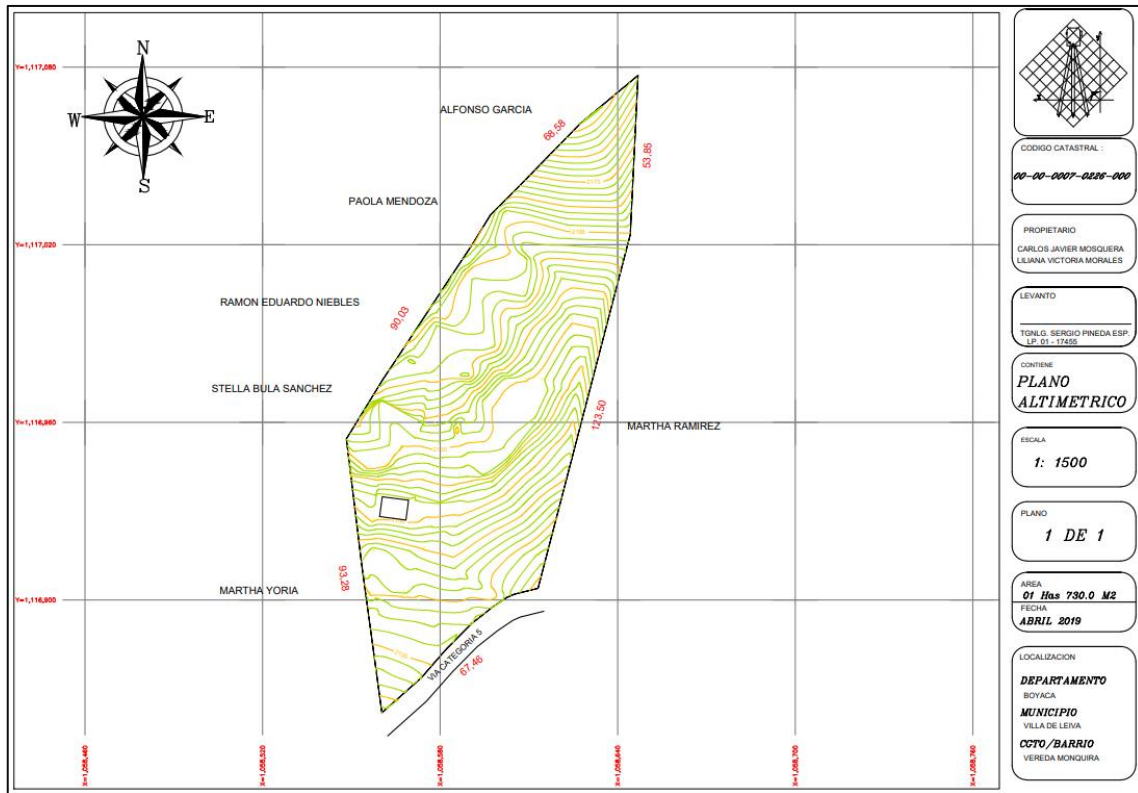 N
W
E
S
Y=1,117,080
Y=1,117,020
Y=1,116,960
Y=1,116,900
X=1,058,460
X=1,058,520
X=1,058,580
X=1,058,640
X=1,058,700
X=1,058,760
ALFONSO GARCIA
PAOLA MENDOZA
RAMON EDUARDO NIEBLES
STELLA BULA SANCHEZ
MARTHA YORIA
MARTHA RAMIREZ
68,58
53,85
90,03
123,50
93,28
VIA CATEGORIA 5
67,46
CODIGO CATASTRAL :
00-00-0007-0226-000
PROPIETARIO
CARLOS JAVIER MOSQUERA
LILIANA VICTORIA MORALES
LEVANTO
TGNLG. SERGIO PINEDA ESP.
LP. 01 - 17455
CONTIENE
PLANO
ALTIMETRICO
ESCALA
1: 1500
PLANO
1 DE 1
AREA
01 Has 730.0 M2
FECHA
ABRIL 2019
LOCALIZACION
DEPARTAMENTO
BOYACA
MUNICIPIO
VILLA DE LEIVA
CGTO/BARRIO
VEREDA MONQUIRA